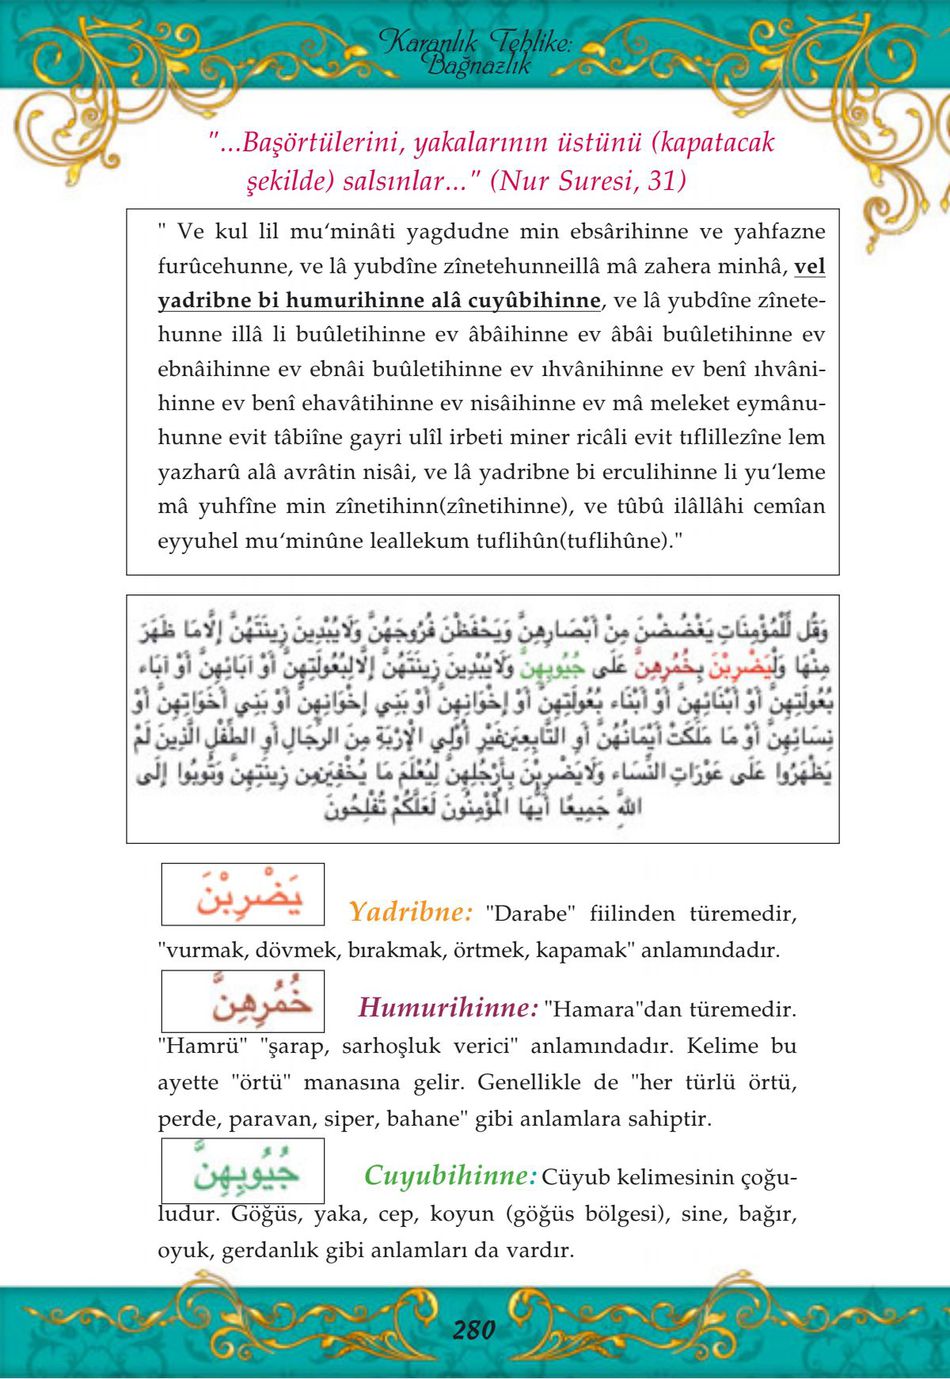 Karanlık Tehlike:
Bağnazlık
"...Başörtülerini, yakalarının üstünü (kapatacak
şekilde) salsınlar..." (Nur Suresi, 31)
" Ve kul lil mu‘minâti yagdudne min ebsârihinne ve yahfazne
furûcehunne, ve lâ yubdîne zînetehunneillâ mâ zahera minhâ, vel
yadribne bi humurihinne alâ cuyûbihinne, ve lâ yubdîne zînete-
hunne illâ li buûletihinne ev âbâihinne ev âbâi buûletihinne ev
ebnâihinne ev ebnâi buûletihinne ev ıhvânihinne ev benî ıhvâni-
hinne ev benî ehavâtihinne ev nisâihinne ev mâ meleket eymânu-
hunne evit tâbiîne gayri ulîl irbeti miner ricâli evit tıflillezîne lem
yazharû alâ avrâtin nisâi, ve lâ yadribne bi erculihinne li yu‘leme
mâ yuhfîne min zînetihinn(zînetihinne), ve tûbû ilâllâhi cemîan
eyyuhel mu‘minûne leallekum tuflihûn(tuflihûne)."
وَقُل لِّلْمُؤْمِنَاتِ يَغْضُضْنَ مِنْ أَبْصَارِهِنَّ وَيَحْفَظْنَ فُرُوجَهُنَّ وَلَا يُبْدِينَ زِينَتَهُنَّ إِلَّا مَا ظَهَرَ
مِنْهَا وَلْيَضْرِبْنَ بِخُمُرِهِنَّ عَلَى جُيُوبِهِنَّ وَلَا يُبْدِينَ زِينَتَهُنَّ إِلَّا لِبُعُولَتِهِنَّ أَوْ آبَائِهِنَّ أَوْ آبَاء
بُعُولَتِهِنَّ أَوْ أَبْنَائِهِنَّ أَوْ أَبْنَاء بُعُولَتِهِنَّ أَوْ إِخْوَانِهِنَّ أَوْ بَنِي إِخْوَانِهِنَّ أَوْ بَنِي أَخَوَاتِهِنَّ أَوْ
نِسَائِهِنَّ أَوْ مَا مَلَكَتْ أَيْمَانُهُنَّ أَوِ التَّابِعِينَ غَيْرِ أُوْلِي الْإِرْبَةِ مِنَ الرِّجَالِ أَوِ الطِّفْلِ الَّذِينَ لَمْ
يَظْهَرُوا عَلَى عَوْرَاتِ النِّسَاء وَلَا يَضْرِبْنَ بِأَرْجُلِهِنَّ لِيُعْلَمَ مَا يُخْفِينَ مِن زِينَتِهِنَّ وَتُوبُوا إِلَى
اللَّهِ جَمِيعًا أَيُّهَا الْمُؤْمِنُونَ لَعَلَّكُمْ تُفْلِحُونَ
يَضْرِبْنَ
Yadribne: "Darabe" fiilinden türemedir,
"vurmak, dövmek, bırakmak, örtmek, kapamak" anlamındadır.
خُمُرِهِنَّ
Humurihinne: "Hamara"dan türemedir.
"Hamrü" "şarap, sarhoşluk verici" anlamındadır. Kelime bu
ayette "örtü" manasına gelir. Genellikle de "her türlü örtü,
perde, paravan, siper, bahane" gibi anlamlara sahiptir.
جُيُوبِهِنَّ
Cuyubihinne: Cüyub kelimesinin çoğu-
ludur. Göğüs, yaka, cep, koyun (göğüs bölgesi), sine, bağır,
oyuk, gerdanlık gibi anlamları da vardır.
280